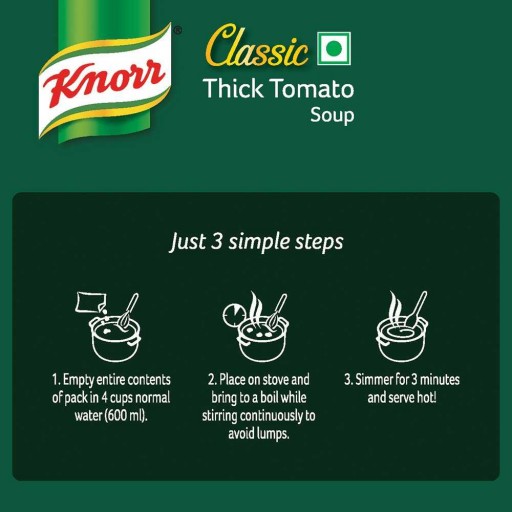 Knorr
Classic
Thick Tomato
Soup
Just 3 simple steps
1. Empty entire contents
of pack in 4 cups normal
water (600 ml).
2. Place on stove and
bring to a boil while
stirring continuously to
avoid lumps.
3. Simmer for 3 minutes
and serve hot!